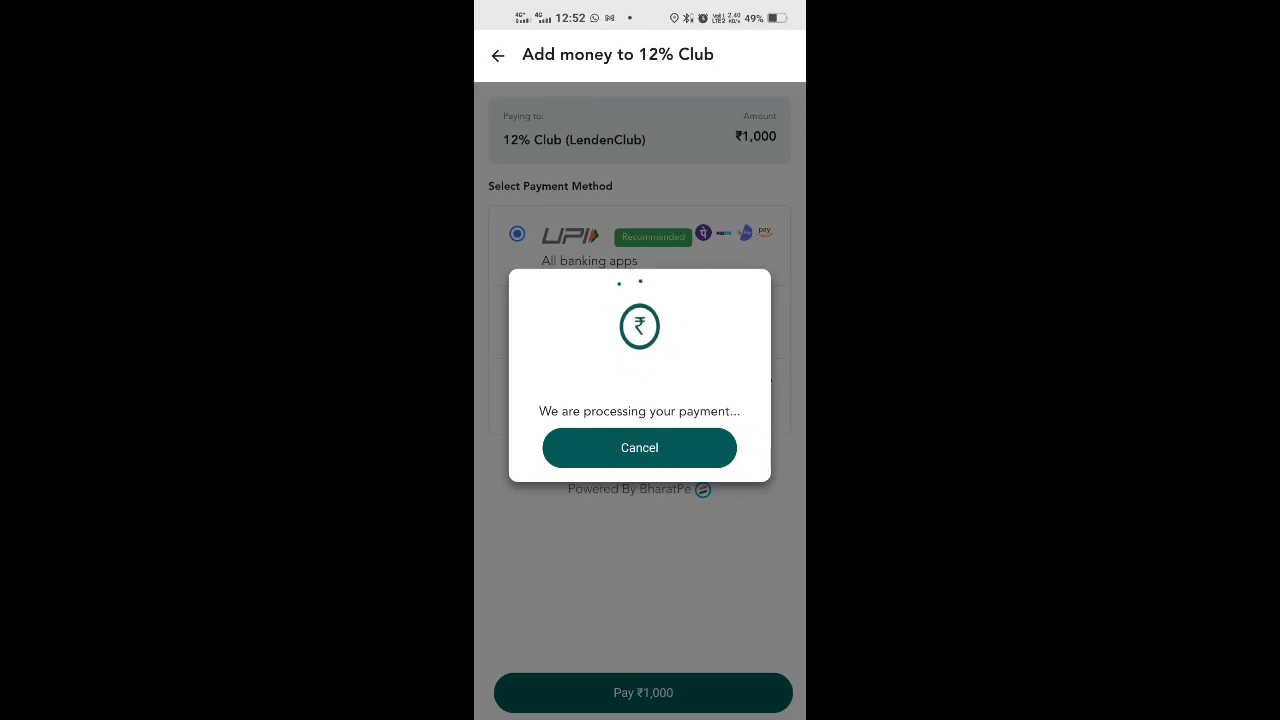 12:52
49%
Add money to 12% Club
Paying to:
Amount
12% Club (LendenClub)
₹1,000
Select Payment Method
UPI Recommended
All banking apps
₹
We are processing your payment...
Cancel
Powered By BharatPe
Pay ₹1,000